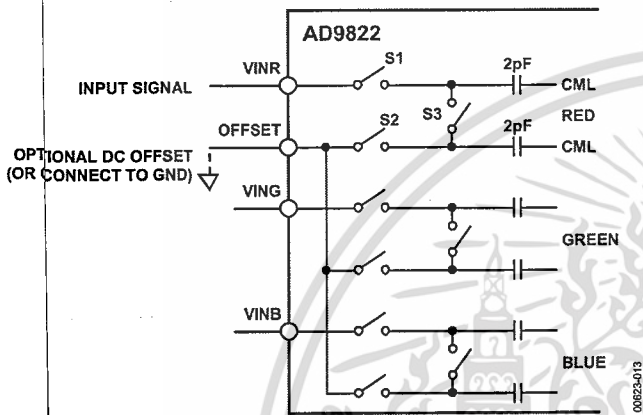 AD9822
VINR
S1
2pF
INPUT SIGNAL
CML
S3
RED
OFFSET
S2
2pF
CML
OPTIONAL DC OFFSET
(OR CONNECT TO GND)
VING
GREEN
VINB
BLUE
00623-013